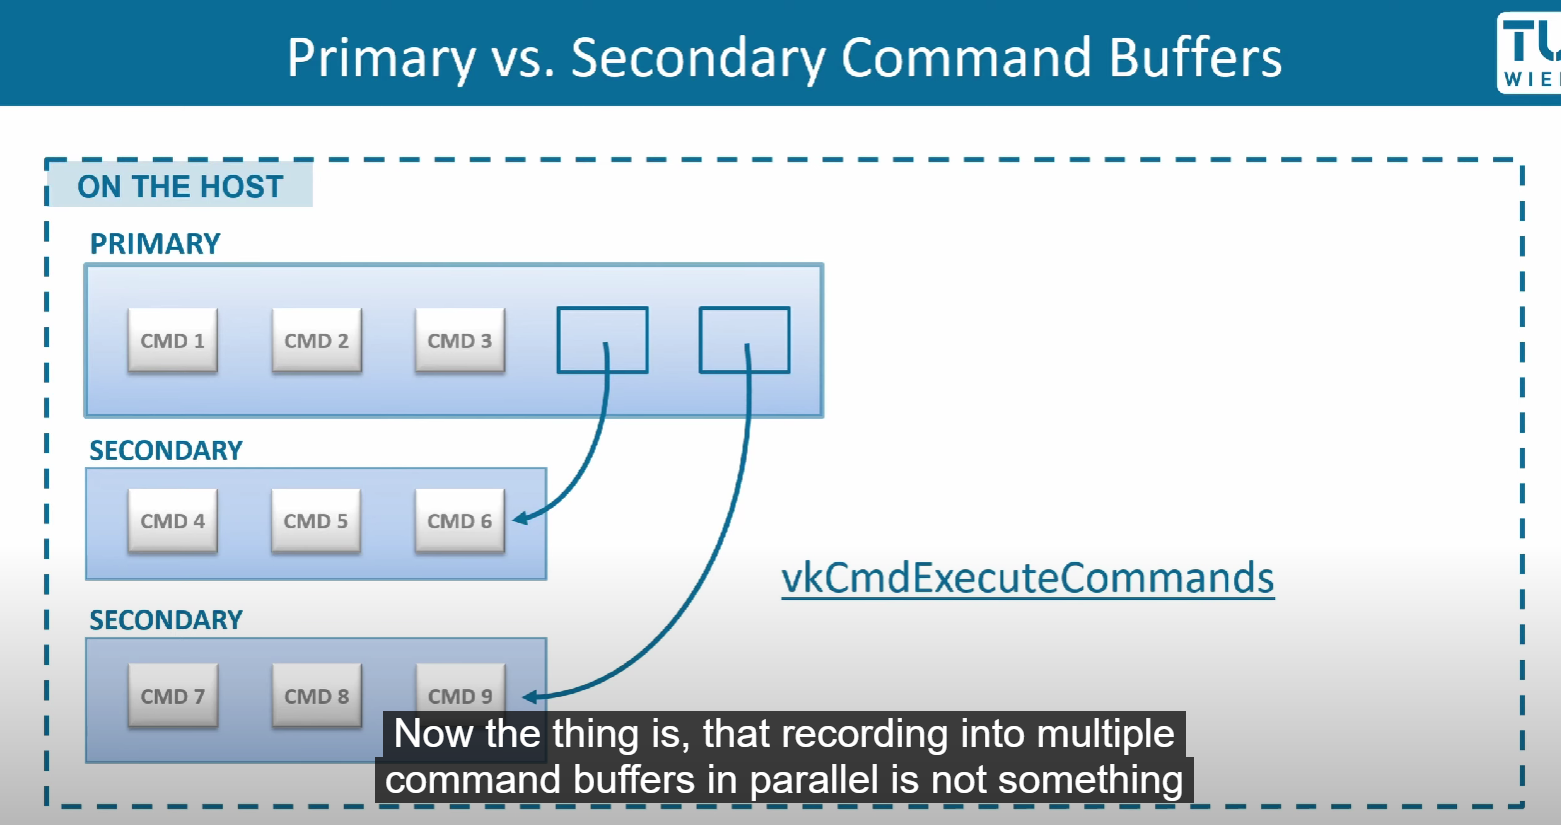 Primary vs. Secondary Command Buffers
TU
WIE
ON THE HOST
PRIMARY
CMD 1
CMD 2
CMD 3
SECONDARY
CMD 4
CMD 5
CMD 6
vkCmdExecuteCommands
SECONDARY
CMD 7
CMD 8
CMD 9
Now the thing is, that recording into multiple
command buffers in parallel is not something